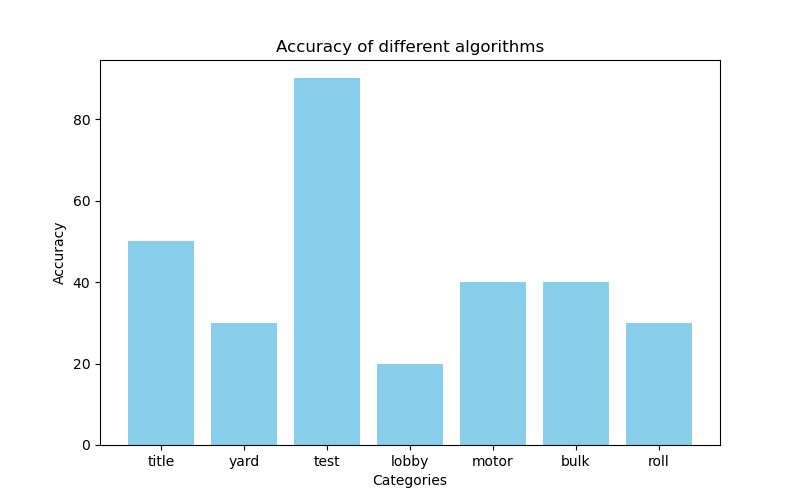 Accuracy of different algorithms
Accuracy
80
60
40
20
0
title yard test lobby motor bulk roll
Categories